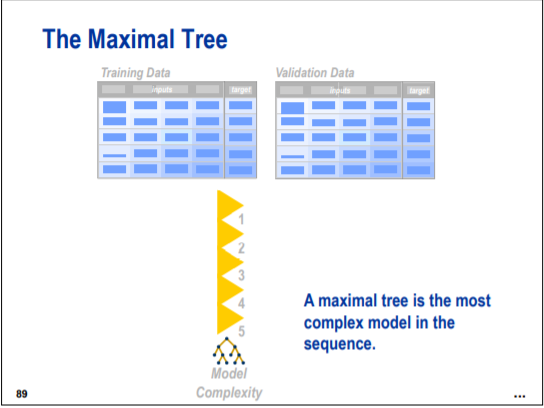 The Maximal Tree
Training Data
Validation Data
inputs
target
inputs
target
1
2
3
4
5
Model
Complexity
A maximal tree is the most
complex model in the
sequence.
89
...